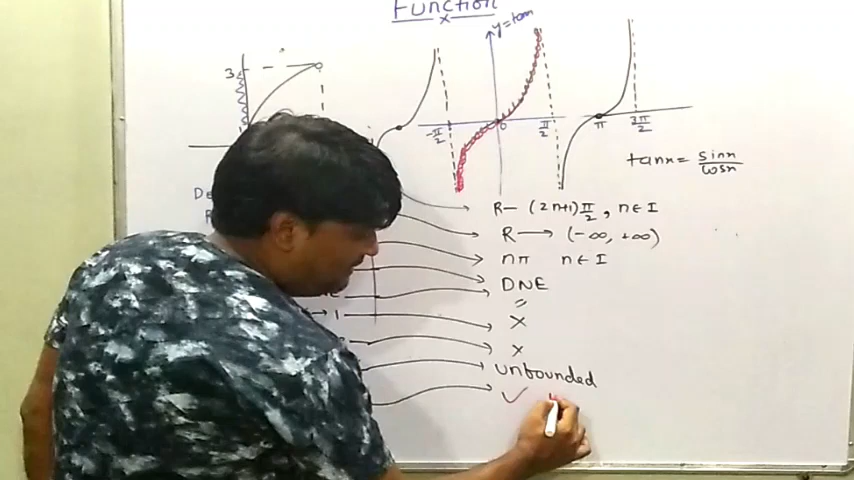 Function
y=tan
3
-π/2
0
π/2
π
3π/2
tanx = sinx/cosx
R- (2n+1)π/2, n∈I
R → (-∞, +∞)
nπ n∈I
DNE
"
×
×
unbounded
✓